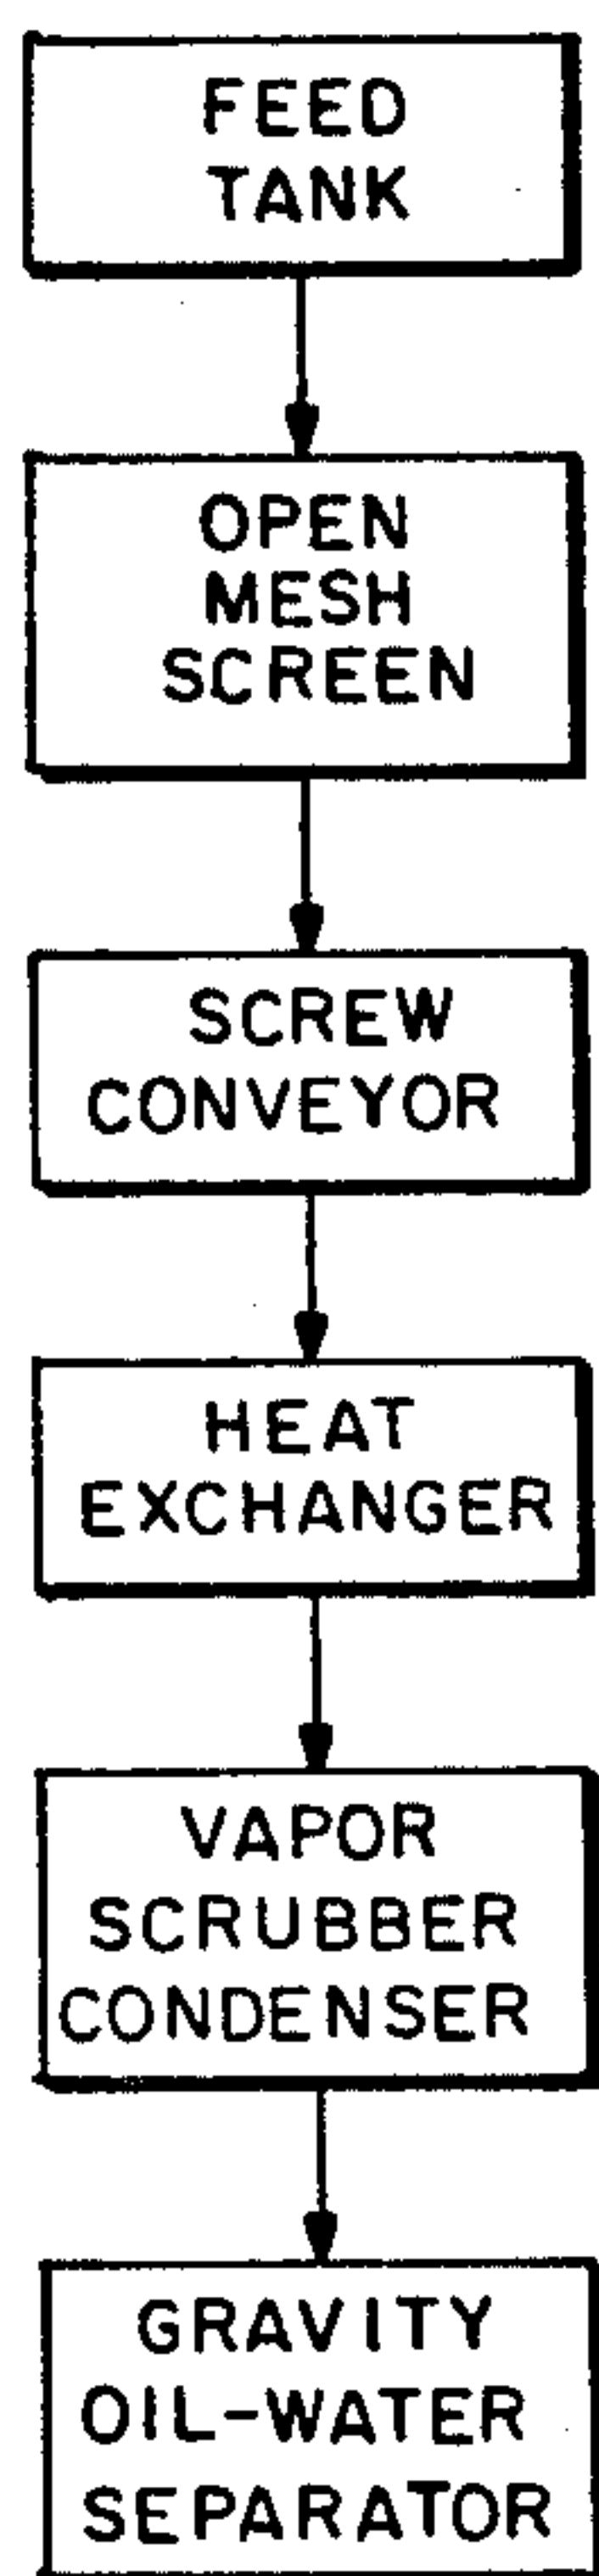 FEED
TANK
OPEN
MESH
SCREEN
SCREW
CONVEYOR
HEAT
EXCHANGER
VAPOR
SCRUBBER
CONDENSER
GRAVITY
OIL-WATER
SEPARATOR